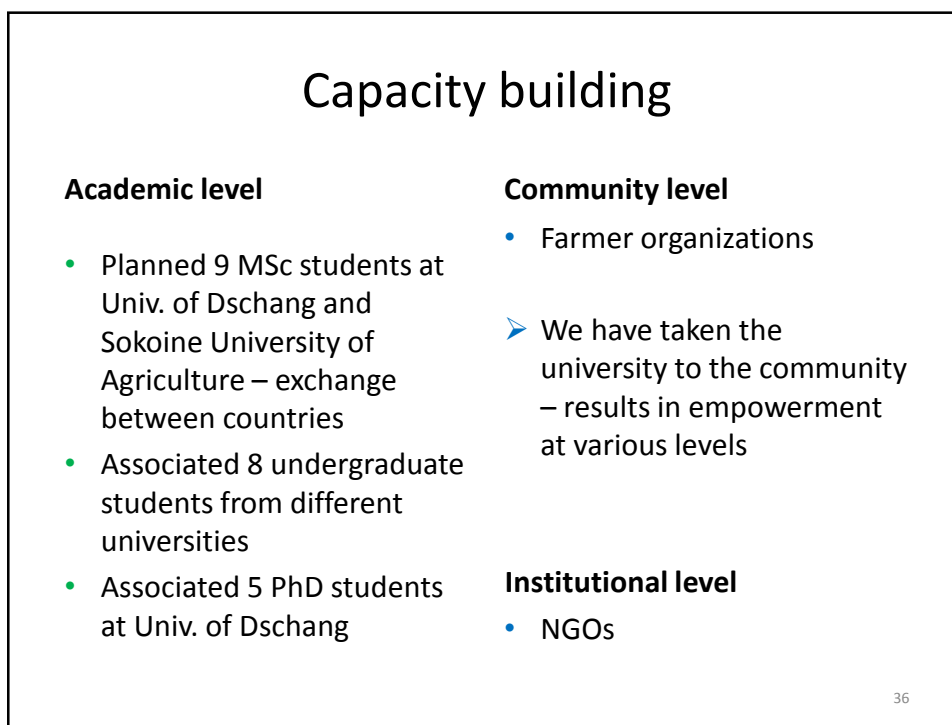 Capacity building
Academic level
• Planned 9 MSc students at
Univ. of Dschang and
Sokoine University of
Agriculture – exchange
between countries
• Associated 8 undergraduate
students from different
universities
• Associated 5 PhD students
at Univ. of Dschang
Community level
• Farmer organizations
➢ We have taken the
university to the community
– results in empowerment
at various levels
Institutional level
• NGOs
36